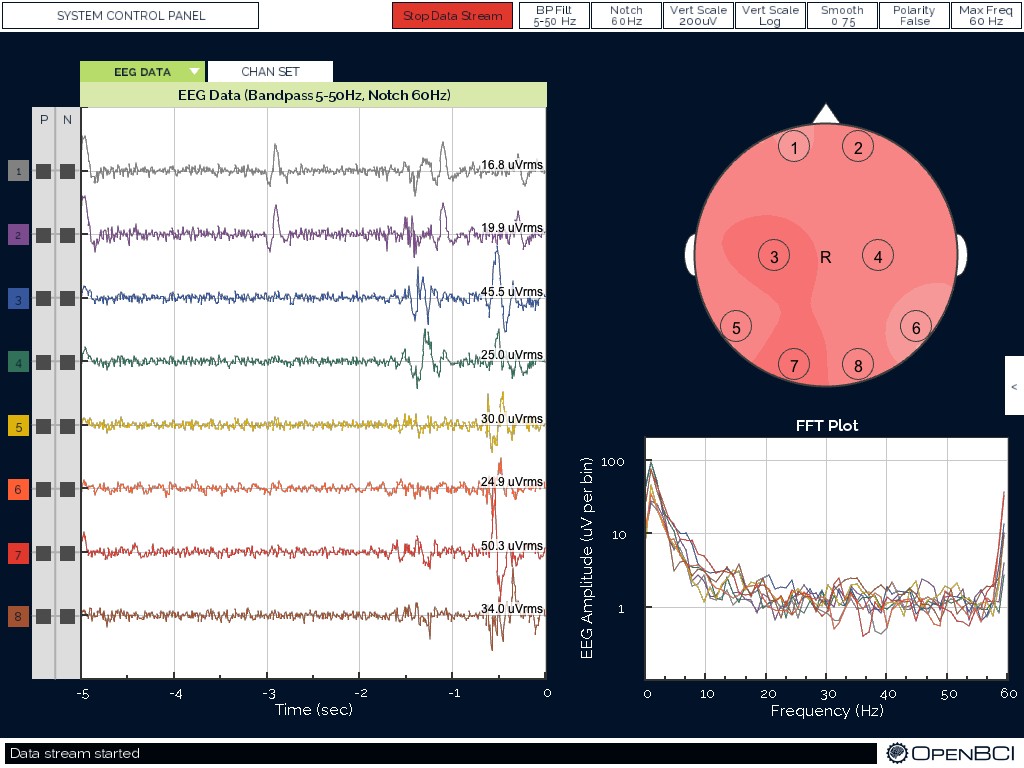 SYSTEM CONTROL PANEL
Stop Data Stream
BP Filt
5-50 Hz
Notch
60Hz
Vert Scale
200uV
Vert Scale
Log
Smooth
0.75
Polarity
False
Max Freq
60 Hz
EEG DATA
CHAN SET
EEG Data (Bandpass 5-50Hz, Notch 60Hz)
P N
1
16.8 uVrms
2
19.9 uVrms
3
45.5 uVrms
4
25.0 uVrms
5
30.0 uVrms
6
24.9 uVrms
7
50.3 uVrms
8
34.0 uVrms
-5 -4 -3 -2 -1 0
Time (sec)
1 2
3 R 4
5 6
7 8
<
FFT Plot
EEG Amplitude (uV per bin)
100
10
1
0 10 20 30 40 50 60
Frequency (Hz)
Data stream started
OPENBCI